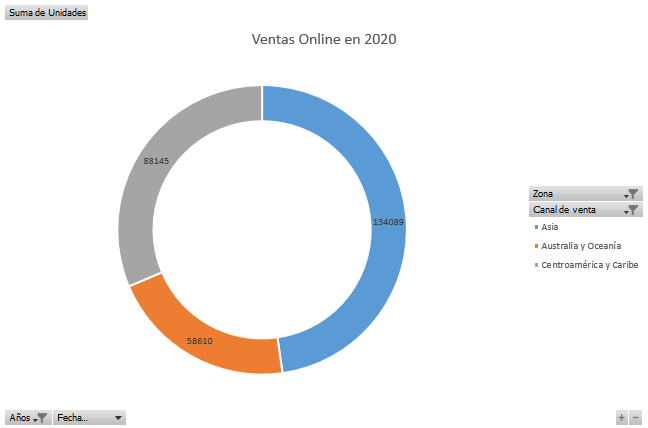 Suma de Unidades
Ventas Online en 2020
88145
134089
58610
Zona
Canal de venta
Asia
Australia y Oceanía
Centroamérica y Caribe
Años
Fecha...
+ −